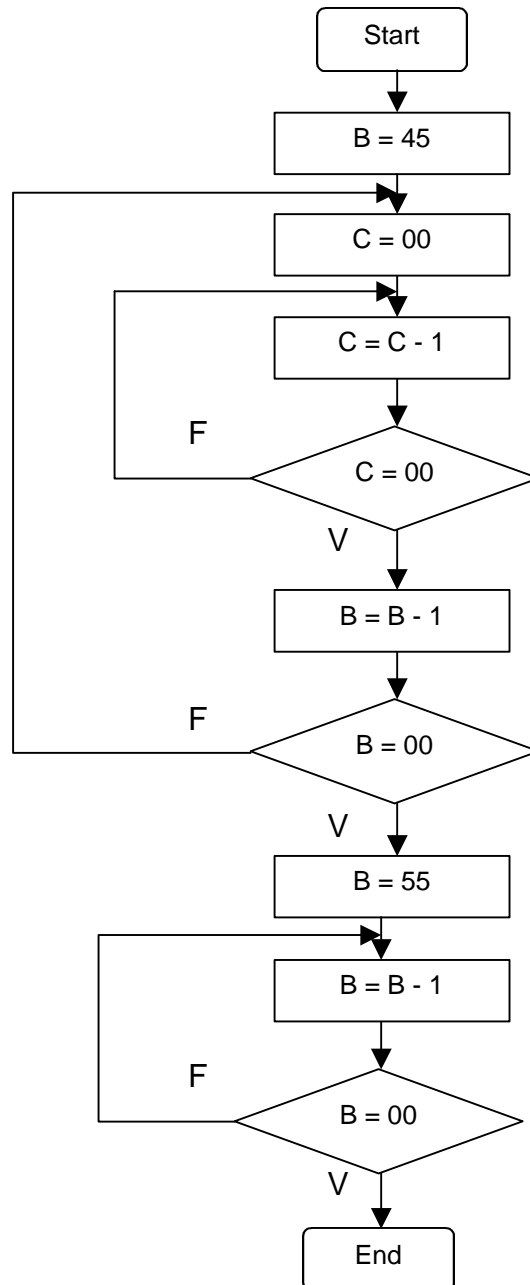 Start
B = 45
C = 00
C = C - 1
F
C = 00
V
B = B - 1
F
B = 00
V
B = 55
B = B - 1
F
B = 00
V
End